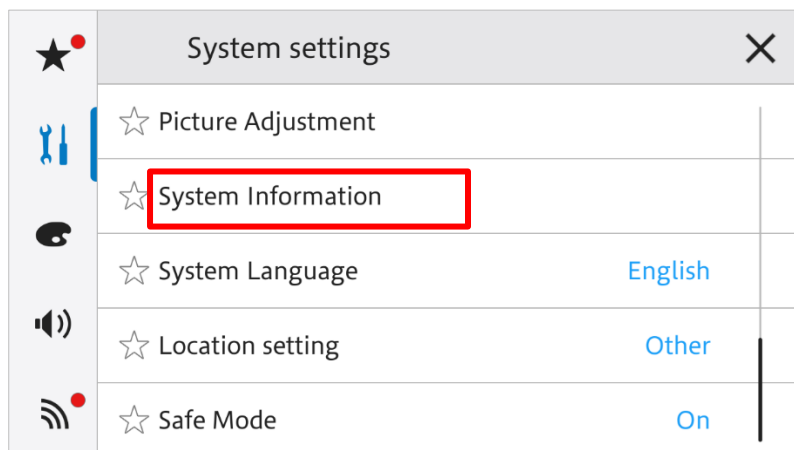 System settings
Picture Adjustment
System Information
System Language English
Location setting Other
Safe Mode On